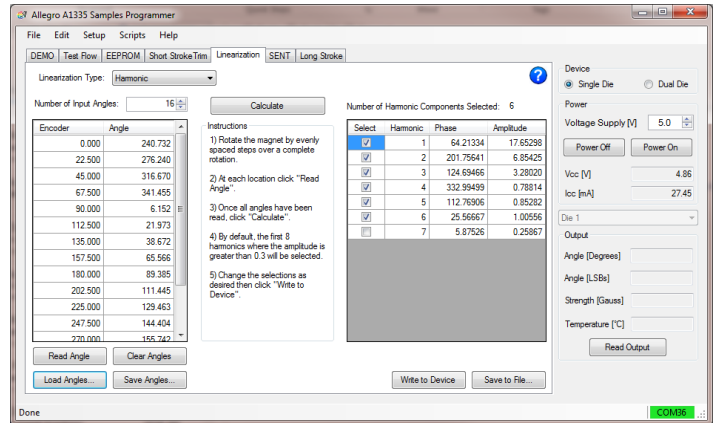 Allegro A1335 Samples Programmer
File Edit Setup Scripts Help
DEMO Test Row EEPROM Short Stroke Trim Linearization SENT Long Stroke
Linearization Type: Harmonic
?
Number of Input Angles: 16
Calculate
Number of Harmonic Components Selected: 6
Encoder Angle
0.000 240.732
22.500 276.240
45.000 316.670
67.500 341.455
90.000 6.152
112.500 21.973
135.000 38.672
157.500 65.566
180.000 89.385
202.500 111.445
225.000 129.463
247.500 144.404
270.000 155.742
Read Angle Clear Angles
Load Angles... Save Angles...
Instructions
1) Rotate the magnet by evenly
spaced steps over a complete
rotation.
2) At each location click "Read
Angle".
3) Once all angles have been
read, click "Calculate".
4) By default, the first 8
harmonics where the amplitude is
greater than 0.3 will be selected.
5) Change the selections as
desired then click "Write to
Device".
Select Harmonic Phase Amplitude
1 64.21334 17.65298
2 201.75641 6.85425
3 124.69466 3.28020
4 332.99499 0.78814
5 112.76906 0.85282
6 25.56667 1.00556
7 5.87526 0.25867
Write to Device Save to File...
Device
Single Die Dual Die
Power
Voltage Supply [V] 5.0
Power Off Power On
Vcc [V] 4.86
Icc [mA] 27.45
Die 1
Output
Angle [Degrees]
Angle [LSBs]
Strength [Gauss]
Temperature [°C]
Read Output
Done
COM36